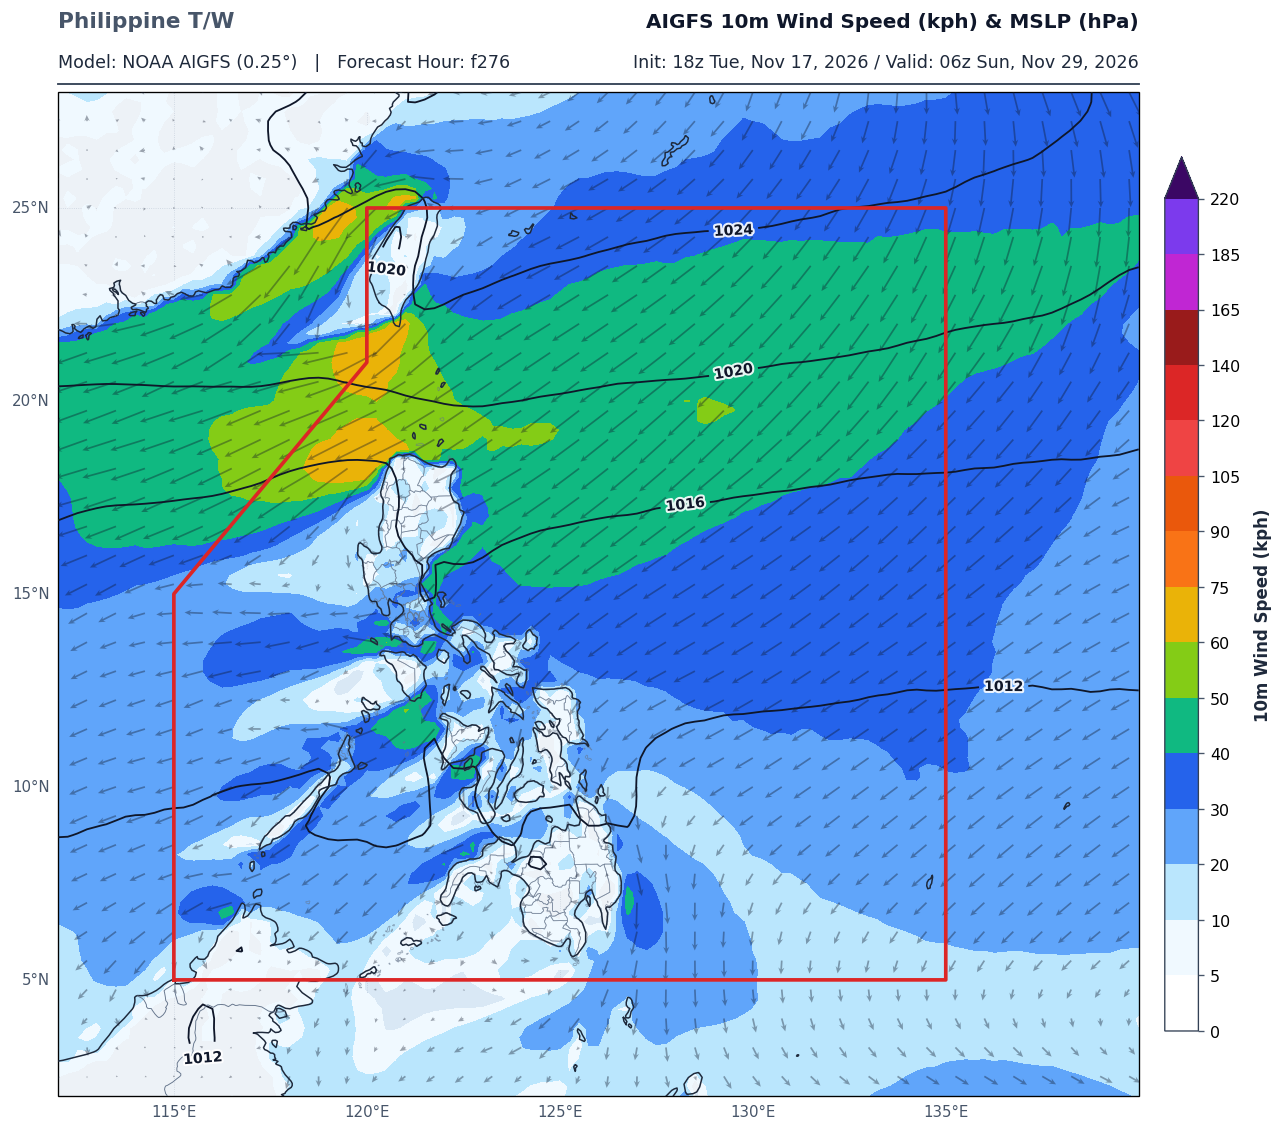 Philippine T/W
AIGFS 10m Wind Speed (kph) & MSLP (hPa)
Model: NOAA AIGFS (0.25°) | Forecast Hour: f276
Init: 18z Tue, Nov 17, 2026 / Valid: 06z Sun, Nov 29, 2026
25°N
20°N
15°N
10°N
5°N
115°E
120°E
125°E
130°E
135°E
1024
1020
1020
1016
1012
1012
220
185
165
140
120
105
90
75
60
50
40
30
20
10
5
0
10m Wind Speed (kph)